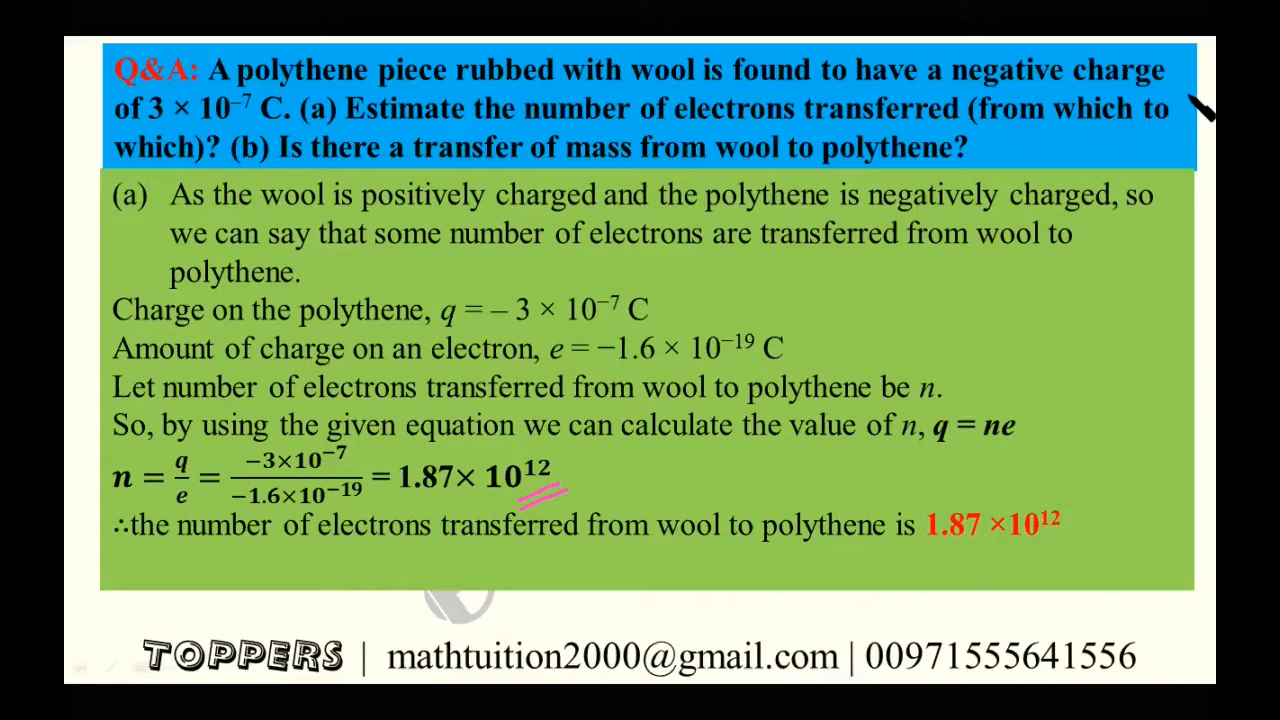 Q&A: A polythene piece rubbed with wool is found to have a negative charge
of 3 × 10⁻⁷ C. (a) Estimate the number of electrons transferred (from which to
which)? (b) Is there a transfer of mass from wool to polythene?
(a) As the wool is positively charged and the polythene is negatively charged, so
we can say that some number of electrons are transferred from wool to
polythene.
Charge on the polythene, q = – 3 × 10⁻⁷ C
Amount of charge on an electron, e = −1.6 × 10⁻¹⁹ C
Let number of electrons transferred from wool to polythene be n.
So, by using the given equation we can calculate the value of n, q = ne
n = q/e = −3×10⁻⁷/−1.6×10⁻¹⁹ = 1.87× 10¹²
∴the number of electrons transferred from wool to polythene is 1.87 ×10¹²
TOPPERS | mathtuition2000@gmail.com | 00971555641556